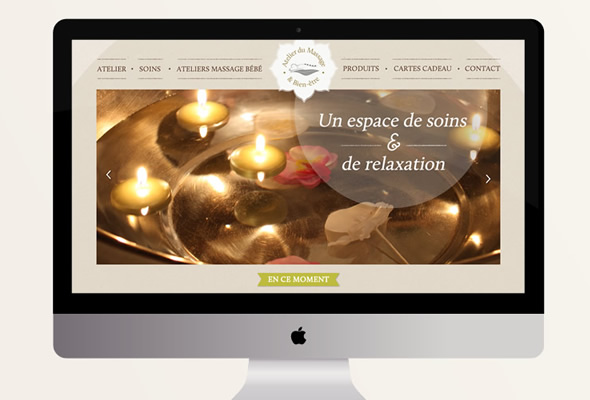 ATELIER • SOINS • ATELIERS MASSAGE BÉBÉ
Atelier du Massage
& Bien-être
PRODUITS • CARTES CADEAU • CONTACT
Un espace de soins
&
de relaxation
EN CE MOMENT